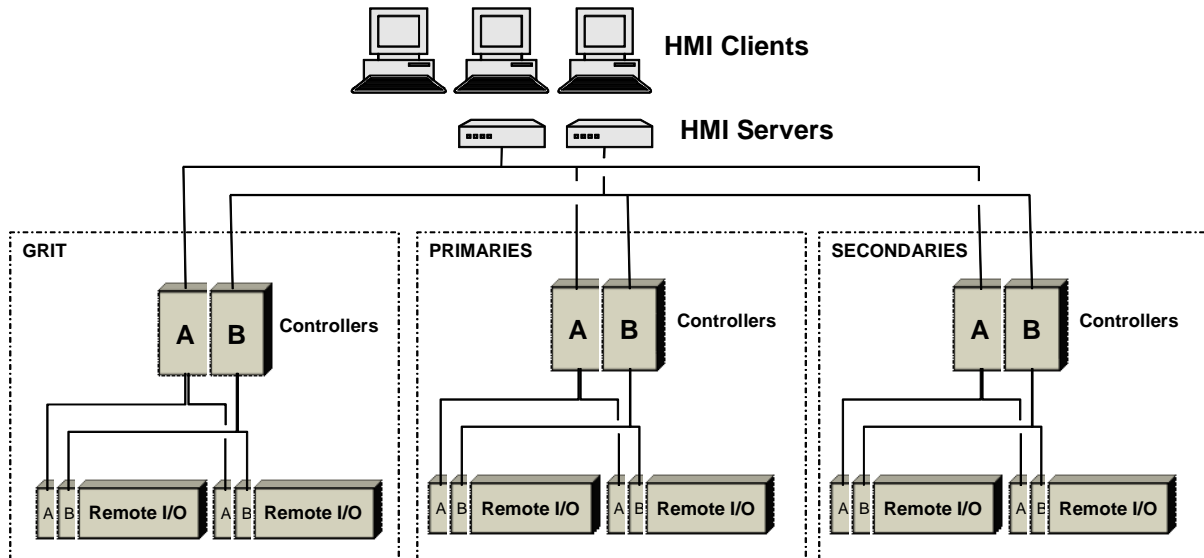 HMI Clients
HMI Servers
GRIT
A B Controllers
A B Remote I/O A B Remote I/O
PRIMARIES
A B Controllers
A B Remote I/O A B Remote I/O
SECONDARIES
A B Controllers
A B Remote I/O A B Remote I/O